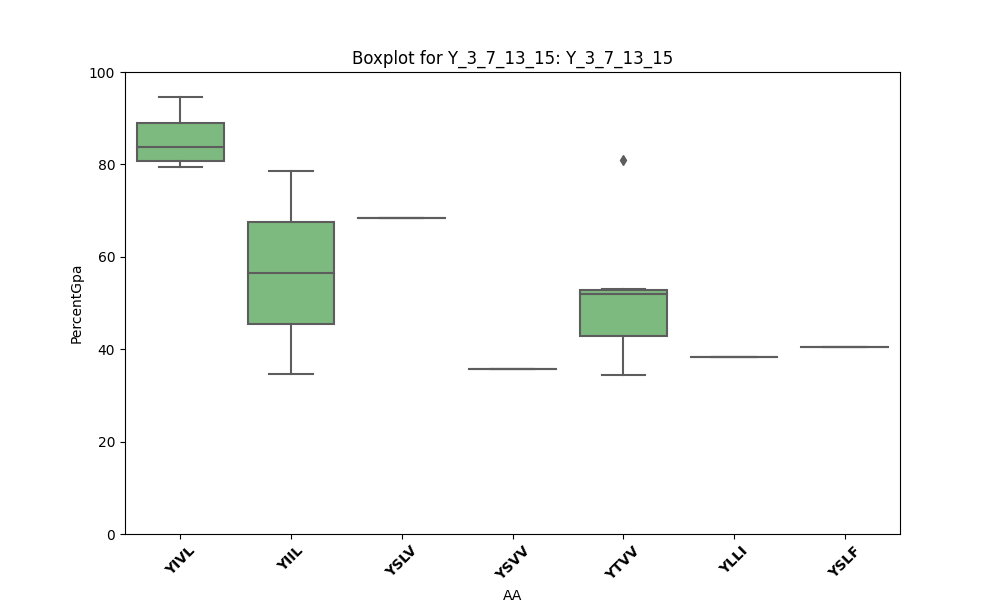 Boxplot for Y_3_7_13_15: Y_3_7_13_15
100
80
60
40
20
0
PercentGpa
YIVL
YIIL
YSLV
YSVV
YTVV
YLLI
YSLF
AA